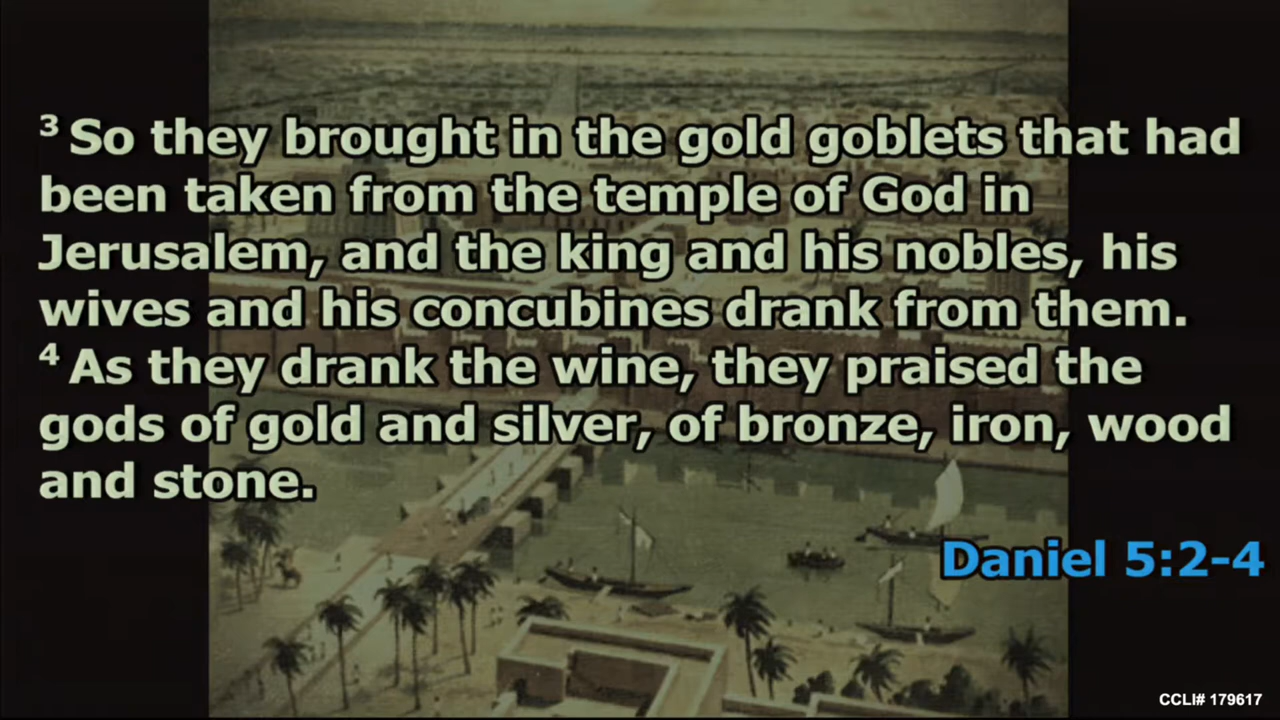 ³ So they brought in the gold goblets that had
been taken from the temple of God in
Jerusalem, and the king and his nobles, his
wives and his concubines drank from them.
⁴ As they drank the wine, they praised the
gods of gold and silver, of bronze, iron, wood
and stone.
Daniel 5:2-4
CCLI# 179617